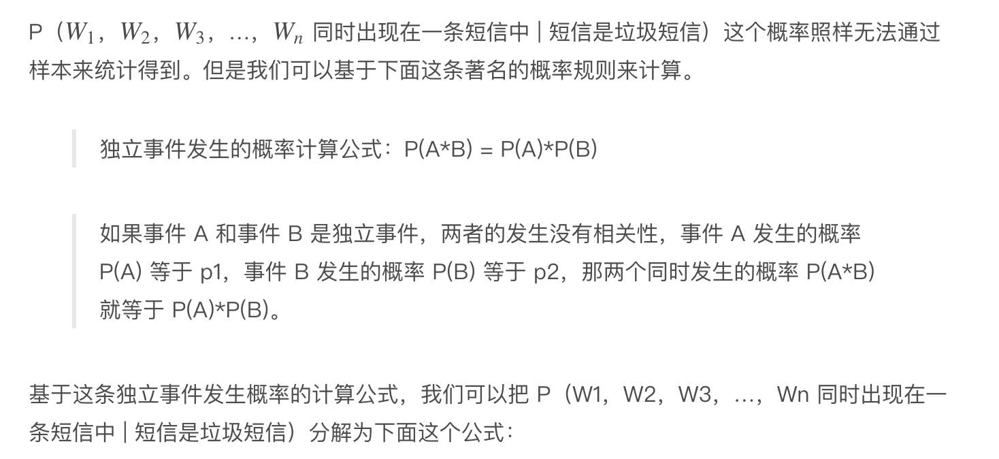 P（W₁，W₂，W₃，…，Wₙ 同时出现在一条短信中 | 短信是垃圾短信）这个概率照样无法通过
样本来统计得到。但是我们可以基于下面这条著名的概率规则来计算。
独立事件发生的概率计算公式：P(A*B) = P(A)*P(B)
如果事件 A 和事件 B 是独立事件，两者的发生没有相关性，事件 A 发生的概率
P(A) 等于 p1，事件 B 发生的概率 P(B) 等于 p2，那两个同时发生的概率 P(A*B)
就等于 P(A)*P(B)。
基于这条独立事件发生概率的计算公式，我们可以把 P（W1，W2，W3，…，Wn 同时出现在一
条短信中 | 短信是垃圾短信）分解为下面这个公式：